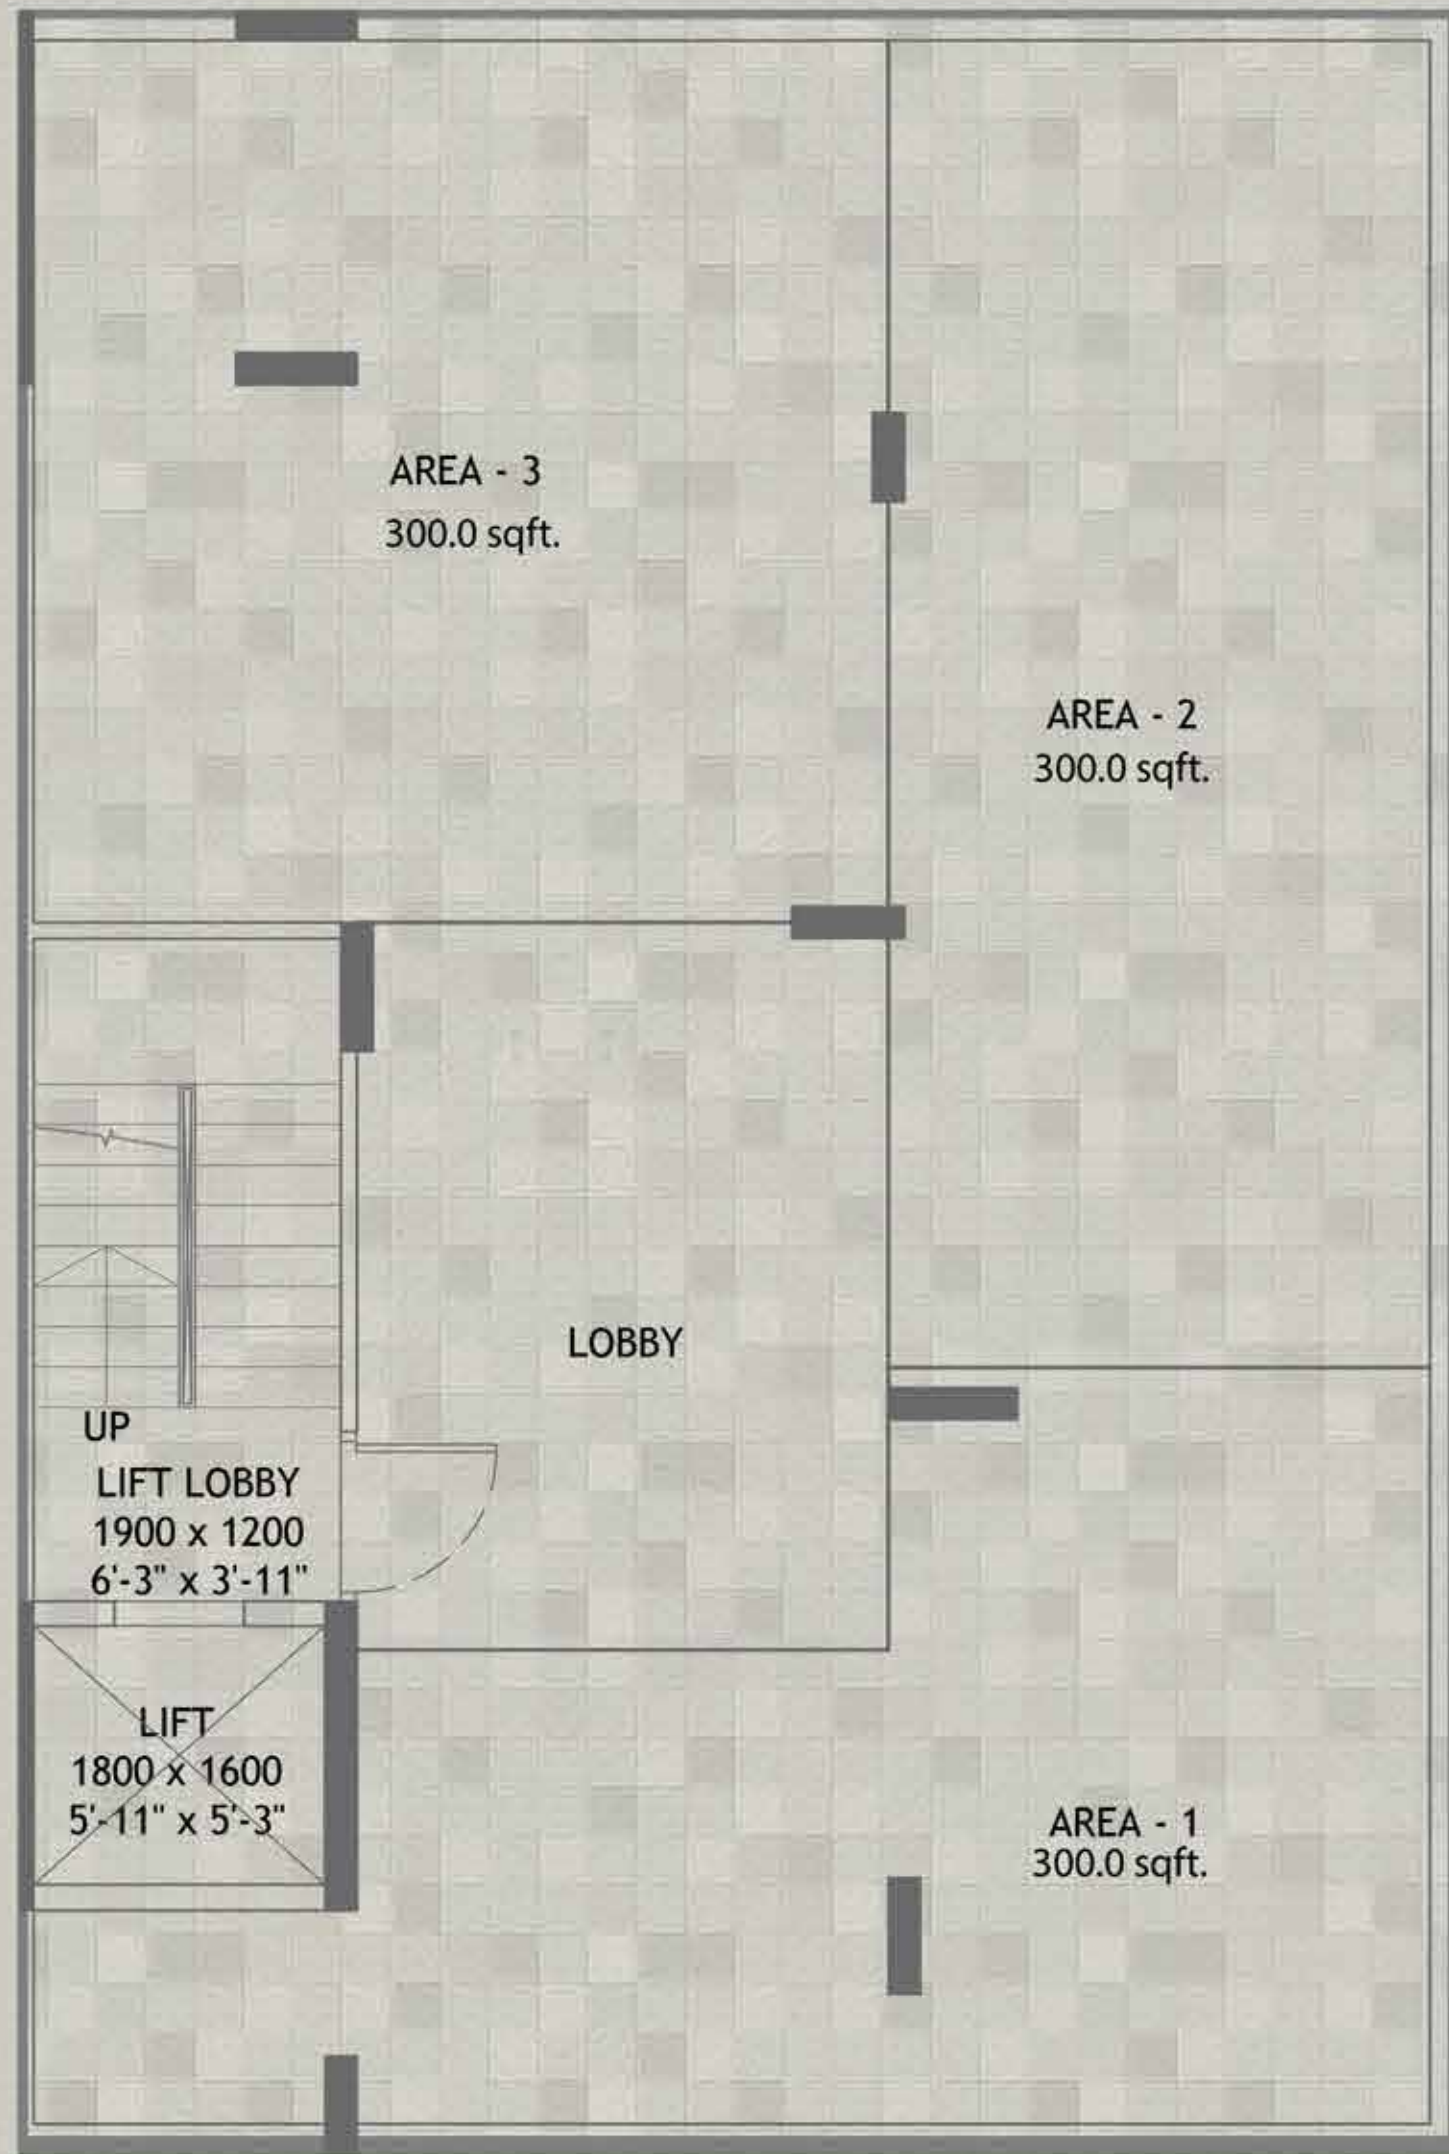 AREA - 3
300.0 sqft.
AREA - 2
300.0 sqft.
LOBBY
UP
LIFT LOBBY
1900 x 1200
6'-3" x 3'-11"
LIFT
1800 x 1600
5'-11" x 5'-3"
AREA - 1
300.0 sqft.